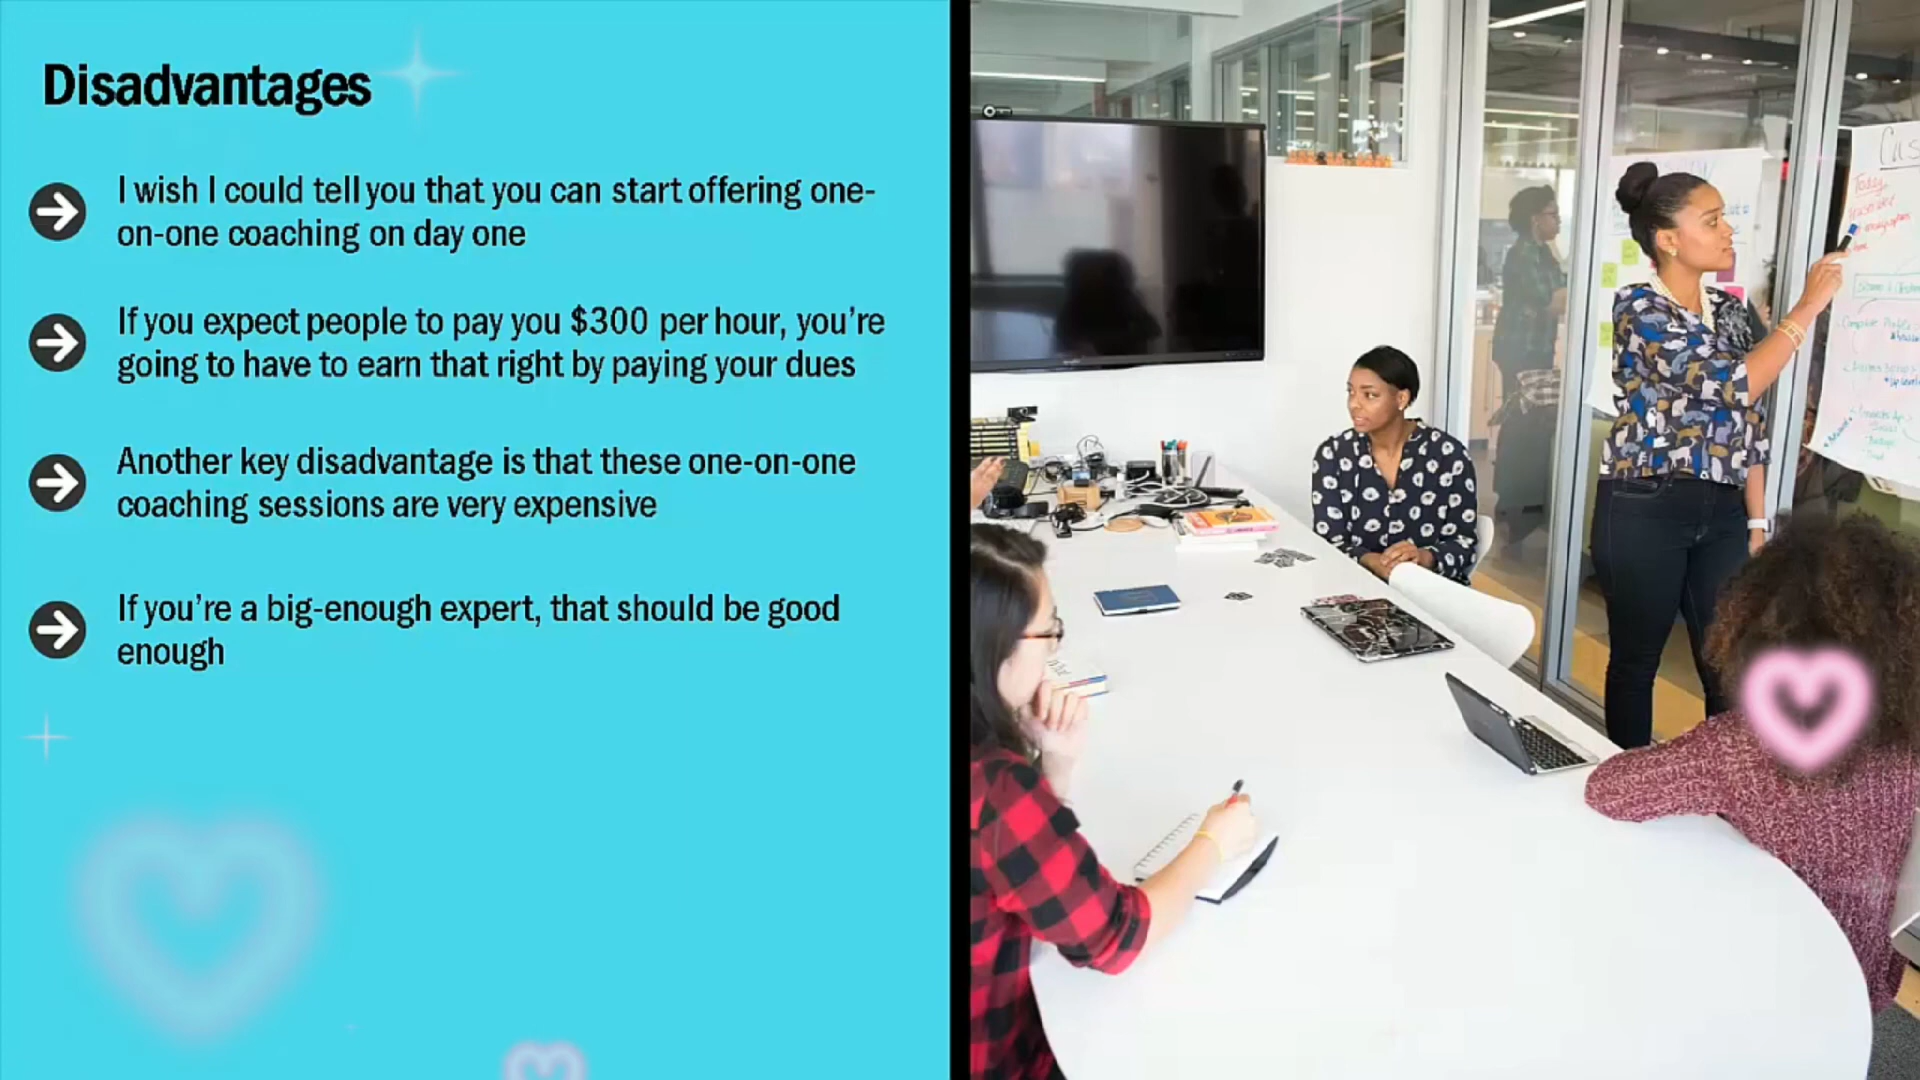 Disadvantages
I wish I could tell you that you can start offering one-
on-one coaching on day one
If you expect people to pay you $300 per hour, you're
going to have to earn that right by paying your dues
Another key disadvantage is that these one-on-one
coaching sessions are very expensive
If you're a big-enough expert, that should be good
enough
Today